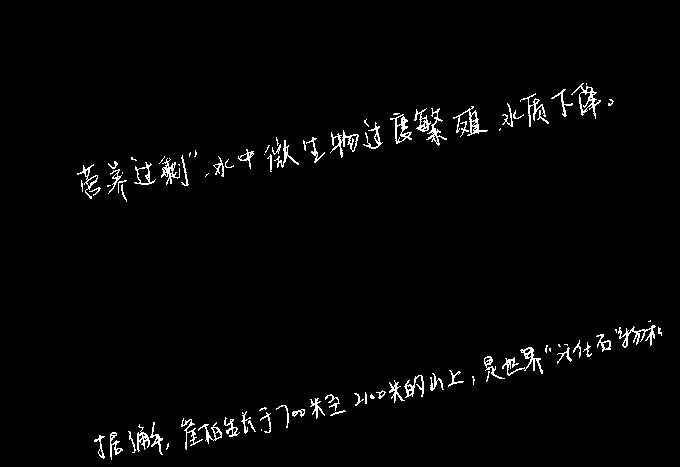 营养过剩”,水中微生物过度繁殖,水质下降。
据了解,崖柏生长于700米至2100米的山上,是世界“活化石”物种